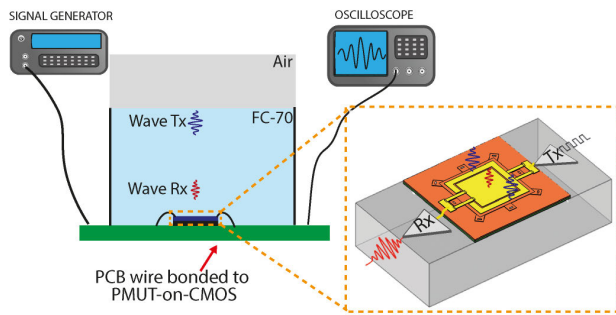 SIGNAL GENERATOR
OSCILLOSCOPE
Air
FC-70
Wave Tx
Wave Rx
Tx
Rx
PCB wire bonded to
PMUT-on-CMOS